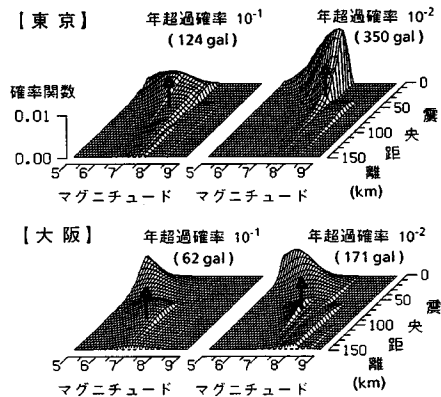 【東京】
年超過確率 10⁻¹
(124 gal)
年超過確率 10⁻²
(350 gal)
確率関数
0.01
0.00
5 6 7 8 9
マグニチュード
5 6 7 8 9
マグニチュード
0
50
100
150
震央距離
(km)
【大阪】
年超過確率 10⁻¹
(62 gal)
年超過確率 10⁻²
(171 gal)
5 6 7 8 9
マグニチュード
5 6 7 8 9
マグニチュード
0
50
100
150
震央距離
(km)